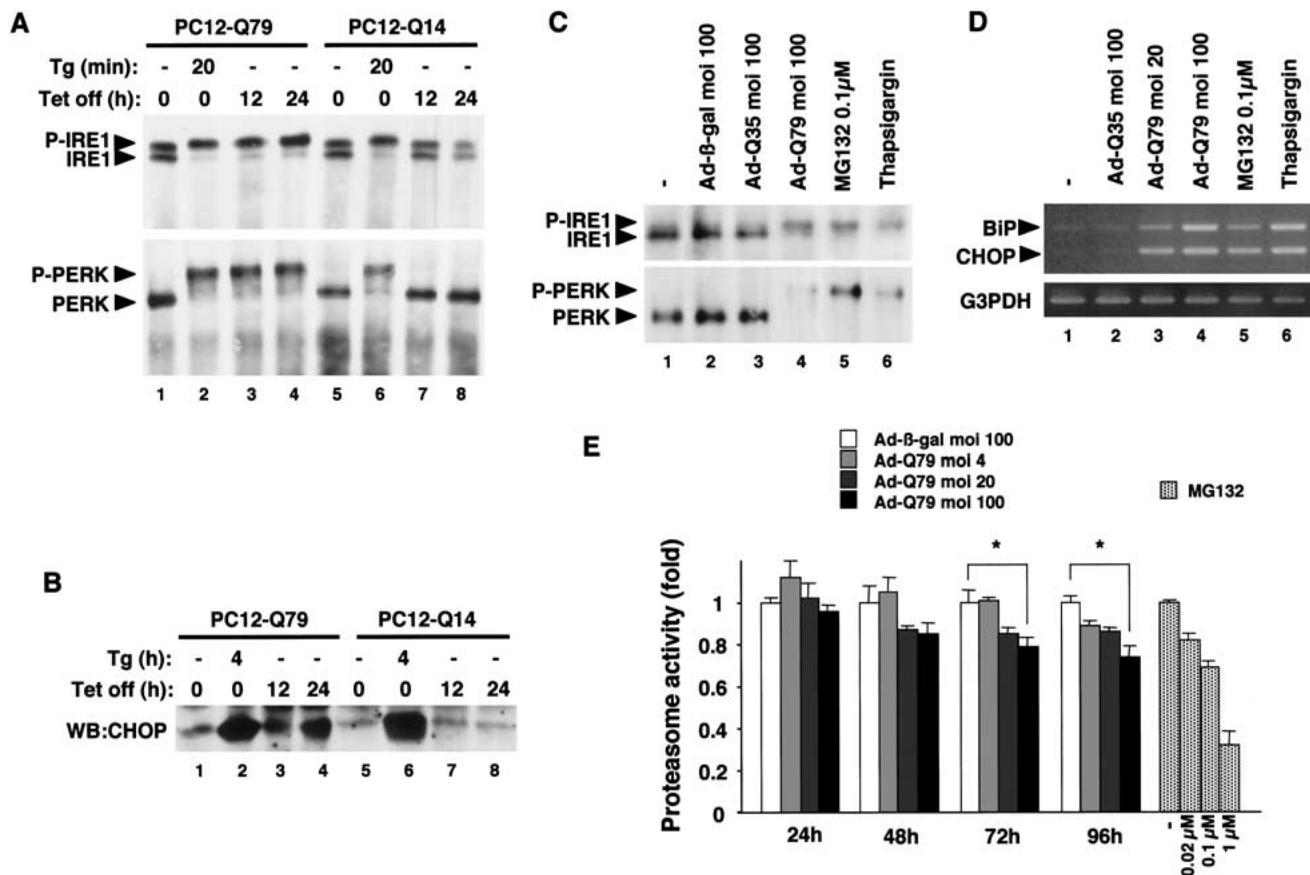 A
PC12-Q79 PC12-Q14
Tg (min): - 20 - - - 20 - -
Tet off (h): 0 0 12 24 0 0 12 24
P-IRE1
IRE1
P-PERK
PERK
1 2 3 4 5 6 7 8
B
PC12-Q79 PC12-Q14
Tg (h): - 4 - - - 4 - -
Tet off (h): 0 0 12 24 0 0 12 24
WB:CHOP
1 2 3 4 5 6 7 8
C
-
Ad-ß-gal moi 100
Ad-Q35 moi 100
Ad-Q79 moi 100
MG132 0.1µM
Thapsigargin
P-IRE1
IRE1
P-PERK
PERK
1 2 3 4 5 6
D
-
Ad-Q35 moi 100
Ad-Q79 moi 20
Ad-Q79 moi 100
MG132 0.1µM
Thapsigargin
BiP
CHOP
G3PDH
1 2 3 4 5 6
E
Ad-ß-gal moi 100
Ad-Q79 moi 4
Ad-Q79 moi 20
Ad-Q79 moi 100
MG132
Proteasome activity (fold)
1
0.8
0.6
0.4
0.2
0
* *
24h 48h 72h 96h
-
0.02 µM
0.1 µM
1 µM